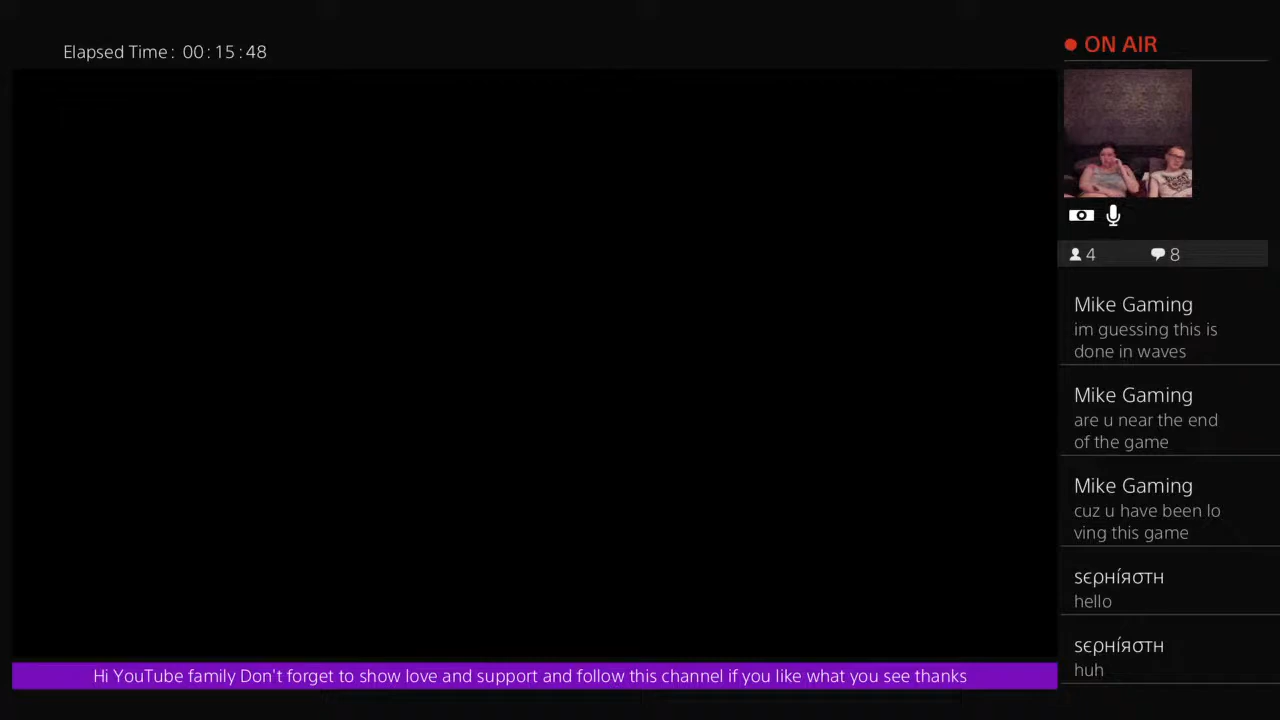 Elapsed Time: 00:15:48
ON AIR
4
8
Mike Gaming
im guessing this is
done in waves
Mike Gaming
are u near the end
of the game
Mike Gaming
cuz u have been lo
ving this game
ѕєρнíяσтн
hello
ѕєρнíяσтн
huh
Hi YouTube family Don't forget to show love and support and follow this channel if you like what you see thanks